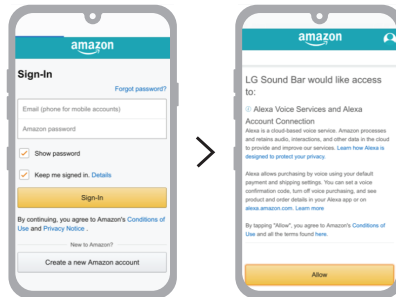 amazon
Sign-In
Forgot password?
Email (phone for mobile accounts)
Amazon password
Show password
Keep me signed in. Details
Sign-In
By continuing, you agree to Amazon's Conditions of
Use and Privacy Notice .
New to Amazon?
Create a new Amazon account
amazon
LG Sound Bar would like access
to:
Alexa Voice Services and Alexa
Account Connection
Alexa is a cloud-based voice service. Amazon processes
and retains audio, interactions, and other data in the cloud
to provide and improve our services. Learn how Alexa is
designed to protect your privacy.
Alexa allows purchasing by voice using your default
payment and shipping settings. You can set a voice
confirmation code, turn off voice purchasing, and see
product and order details in your Alexa app or on
alexa.amazon.com. Learn more
By tapping "Allow", you agree to Amazon's Conditions of
Use and all the terms found here.
Allow